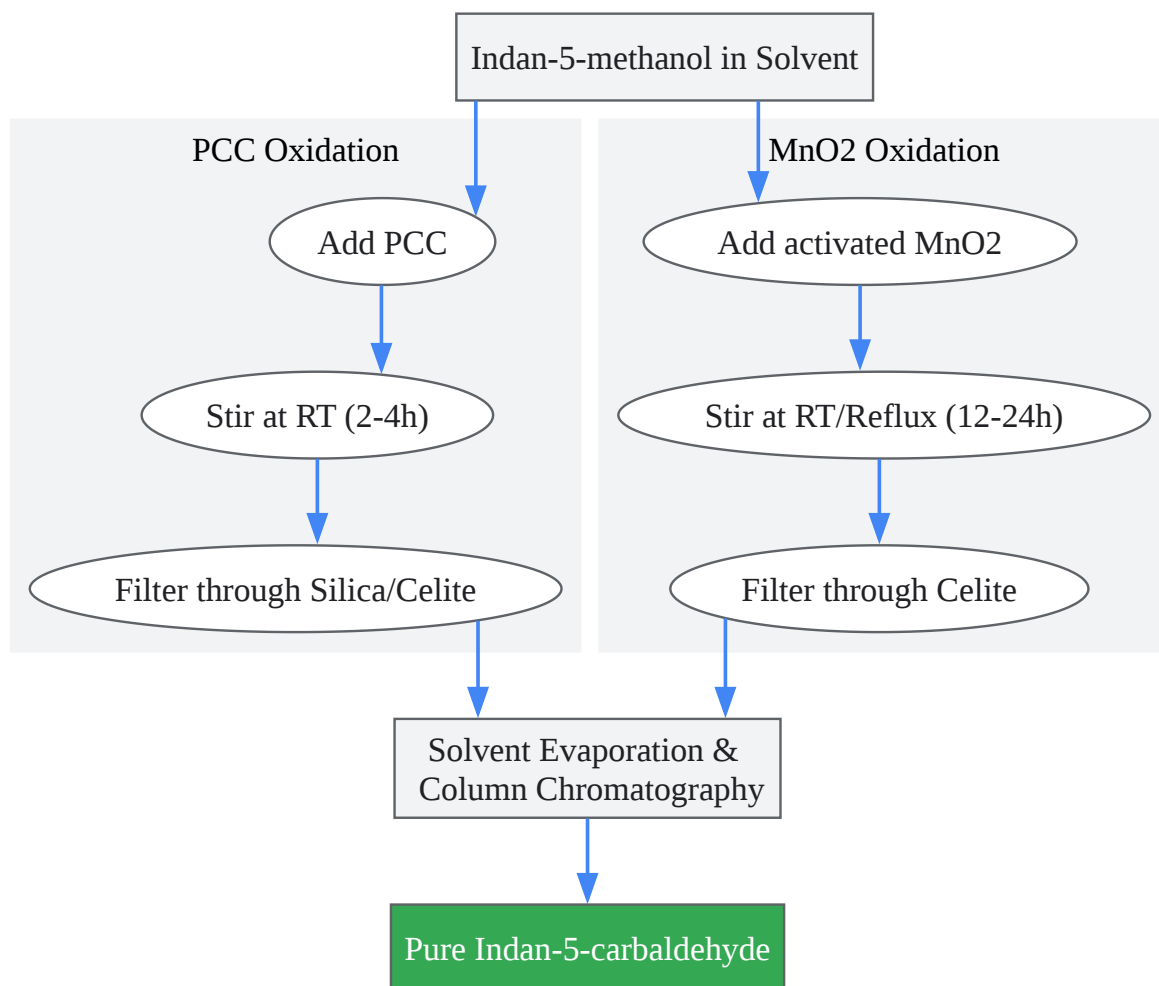 Indan-5-methanol in Solvent
PCC Oxidation
Add PCC
Stir at RT (2-4h)
Filter through Silica/Celite
MnO2 Oxidation
Add activated MnO2
Stir at RT/Reflux (12-24h)
Filter through Celite
Solvent Evaporation &
Column Chromatography
Pure Indan-5-carbaldehyde